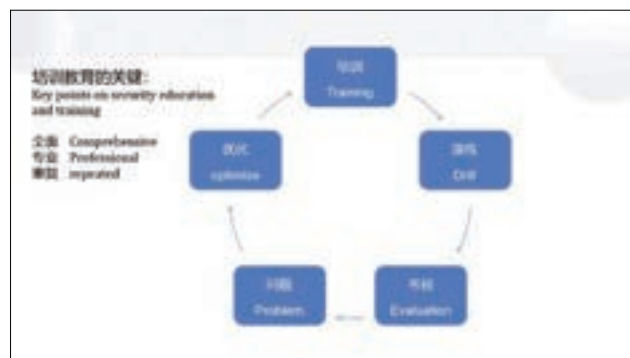 培训教育的关键:
Key points on security education
and training
全面 Comprehensive
专业 Professional
重复 repeated
培训
Training
演练
Drill
考核
Evaluation
问题
Problem
优化
optimize